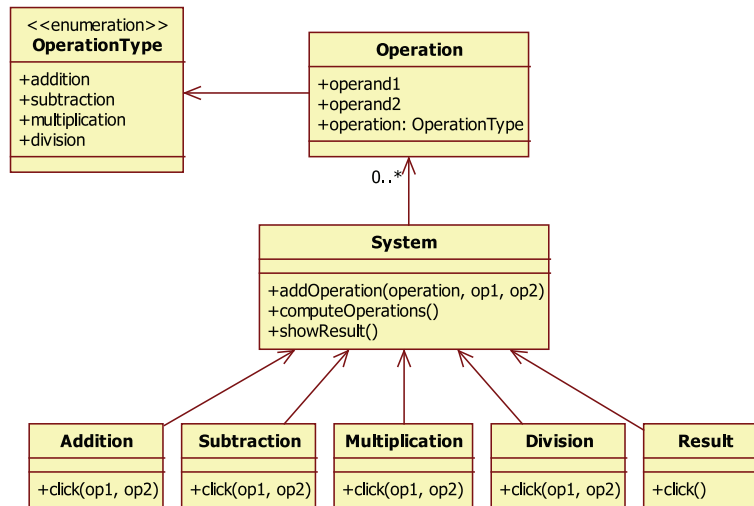 <<enumeration>>
OperationType
+addition
+subtraction
+multiplication
+division
Operation
+operand1
+operand2
+operation: OperationType
0..*
System
+addOperation(operation, op1, op2)
+computeOperations()
+showResult()
Addition
+click(op1, op2)
Subtraction
+click(op1, op2)
Multiplication
+click(op1, op2)
Division
+click(op1, op2)
Result
+click()